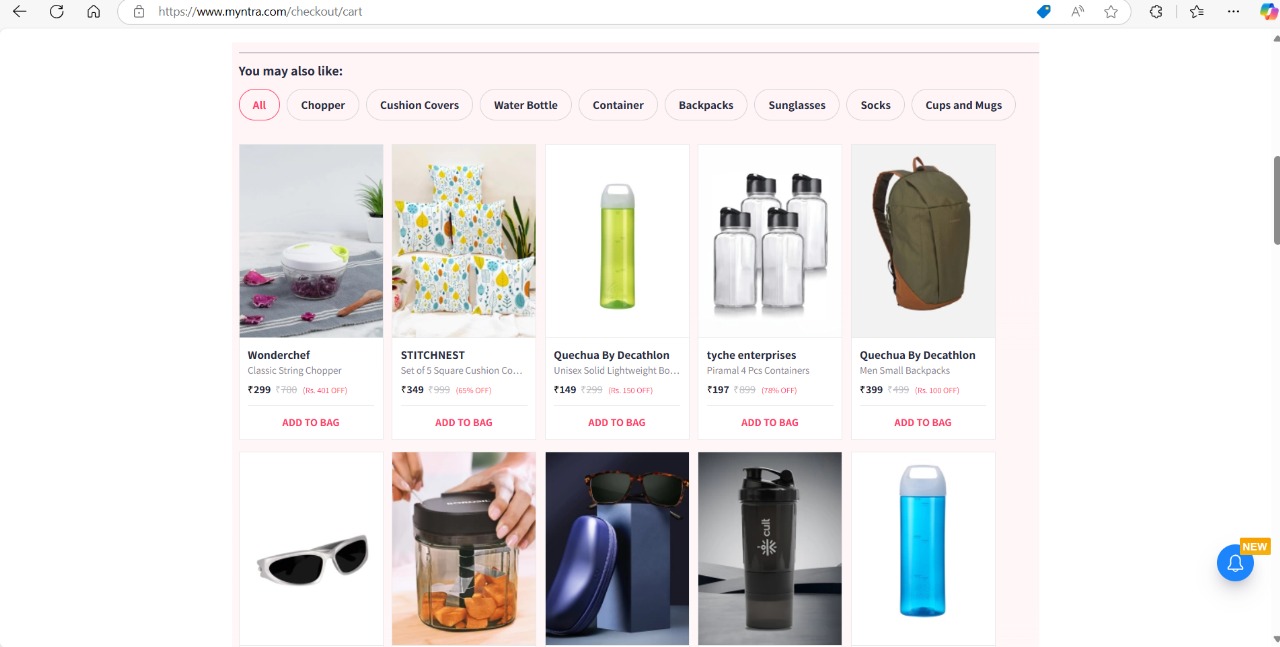 https://www.myntra.com/checkout/cart
You may also like:
All Chopper Cushion Covers Water Bottle Container Backpacks Sunglasses Socks Cups and Mugs
Wonderchef
Classic String Chopper
₹299 ₹700 (Rs. 401 OFF)
ADD TO BAG
STITCHNEST
Set of 5 Square Cushion Co...
₹349 ₹999 (65% OFF)
ADD TO BAG
Quechua By Decathlon
Unisex Solid Lightweight Bo...
₹149 ₹299 (Rs. 150 OFF)
ADD TO BAG
tyche enterprises
Piramal 4 Pcs Containers
₹197 ₹899 (78% OFF)
ADD TO BAG
Quechua By Decathlon
Men Small Backpacks
₹399 ₹499 (Rs. 100 OFF)
ADD TO BAG
cult
NEW